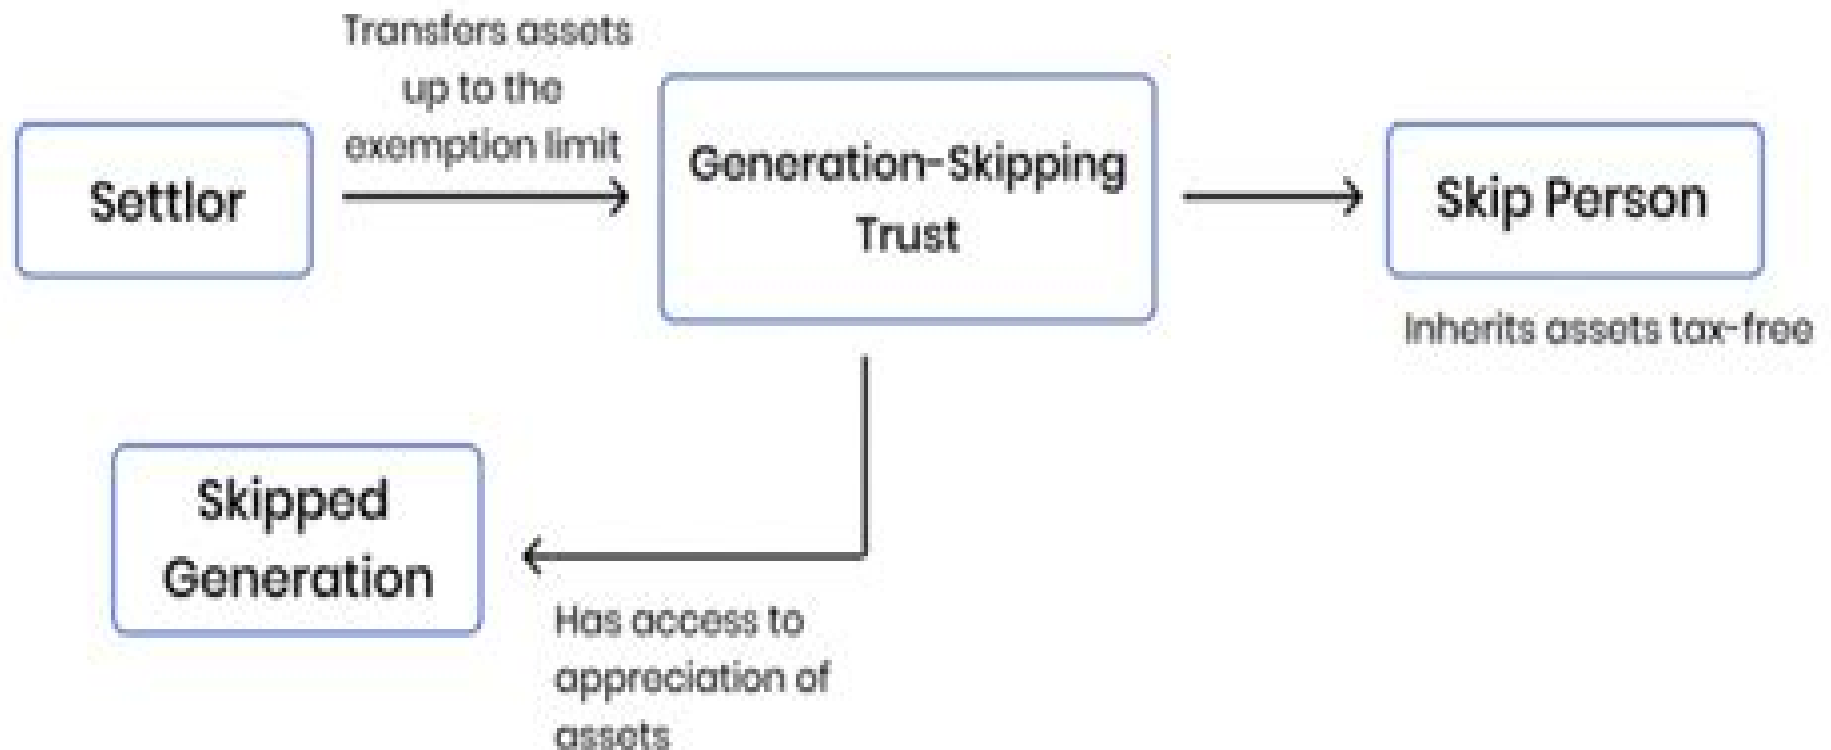 Transfers assets
up to the
exemption limit
Settlor
Generation-Skipping
Trust
Skip Person
Inherits assets tax-free
Skipped
Generation
Has access to
appreciation of
assets